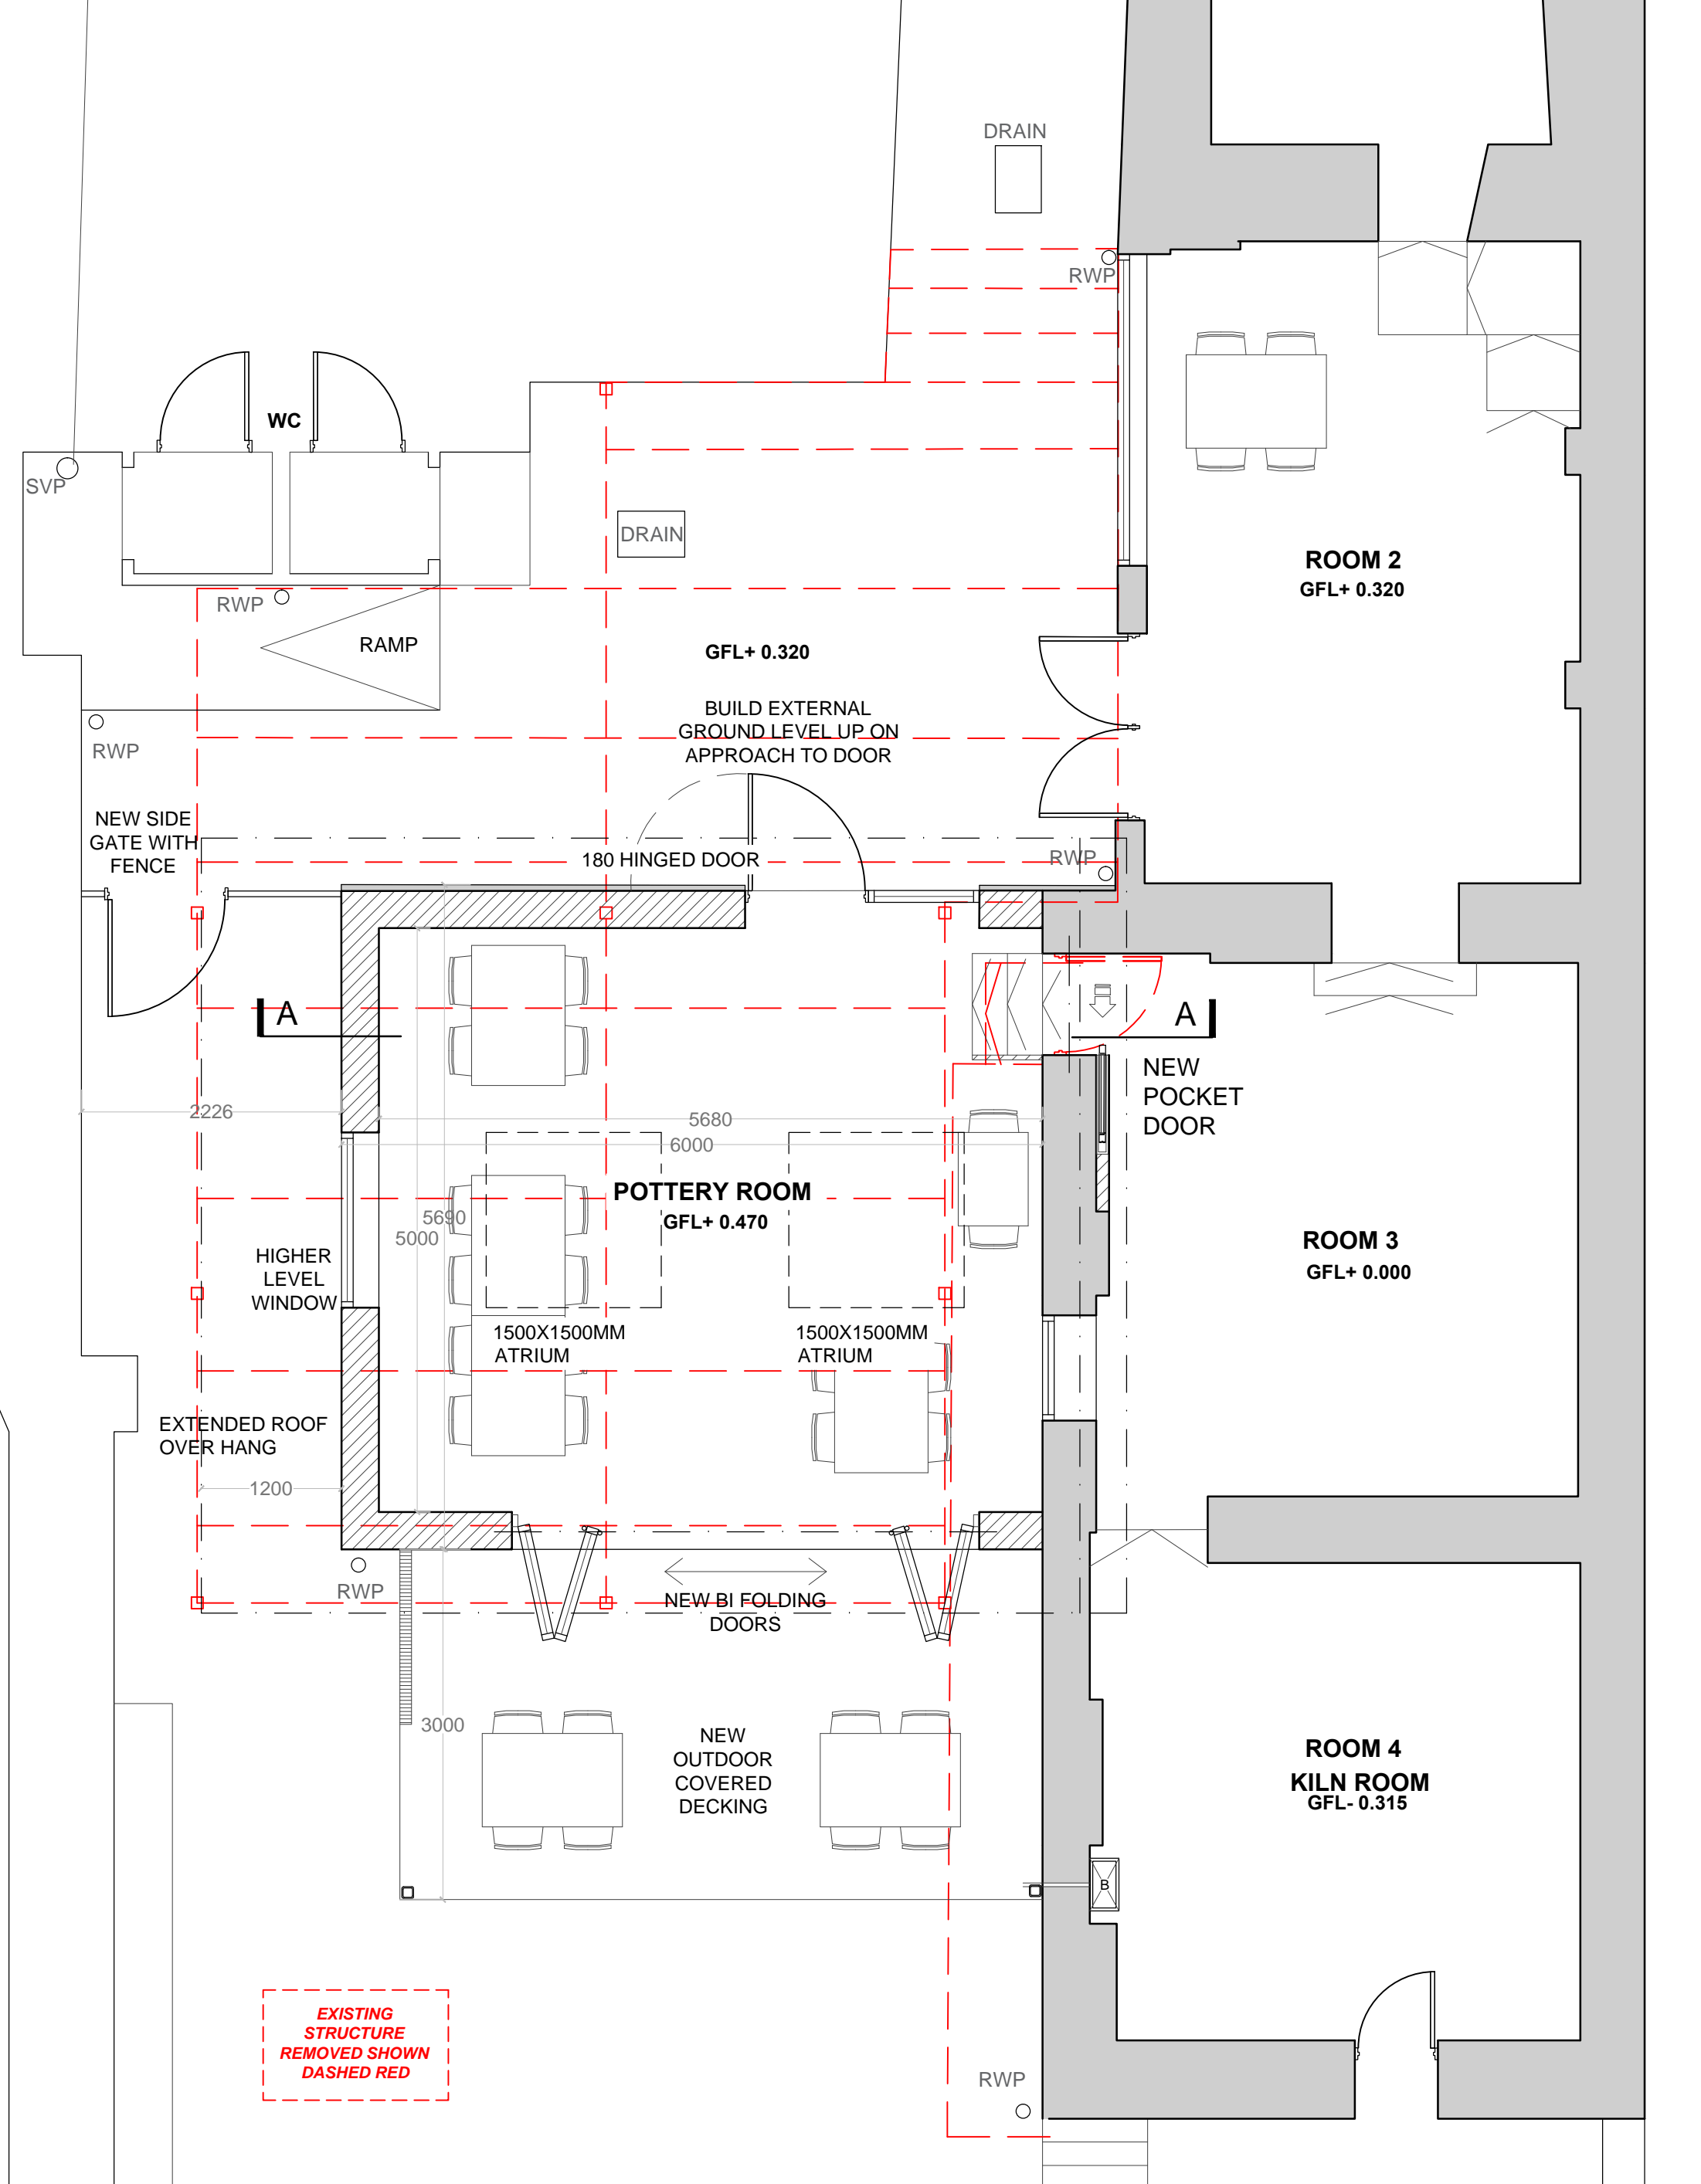 DRAIN
RWP
WC
SVP
DRAIN
ROOM 2
GFL+ 0.320
RWP
RAMP
GFL+ 0.320
BUILD EXTERNAL
GROUND LEVEL UP ON
APPROACH TO DOOR
RWP
NEW SIDE
GATE WITH
FENCE
180 HINGED DOOR
RWP
A
A
NEW
POCKET
DOOR
2226
5680
6000
POTTERY ROOM
GFL+ 0.470
5690
5000
ROOM 3
GFL+ 0.000
HIGHER
LEVEL
WINDOW
1500X1500MM
ATRIUM
1500X1500MM
ATRIUM
EXTENDED ROOF
OVER HANG
1200
RWP
NEW BI FOLDING
DOORS
3000
NEW
OUTDOOR
COVERED
DECKING
ROOM 4
KILN ROOM
GFL- 0.315
B
EXISTING
STRUCTURE
REMOVED SHOWN
DASHED RED
RWP